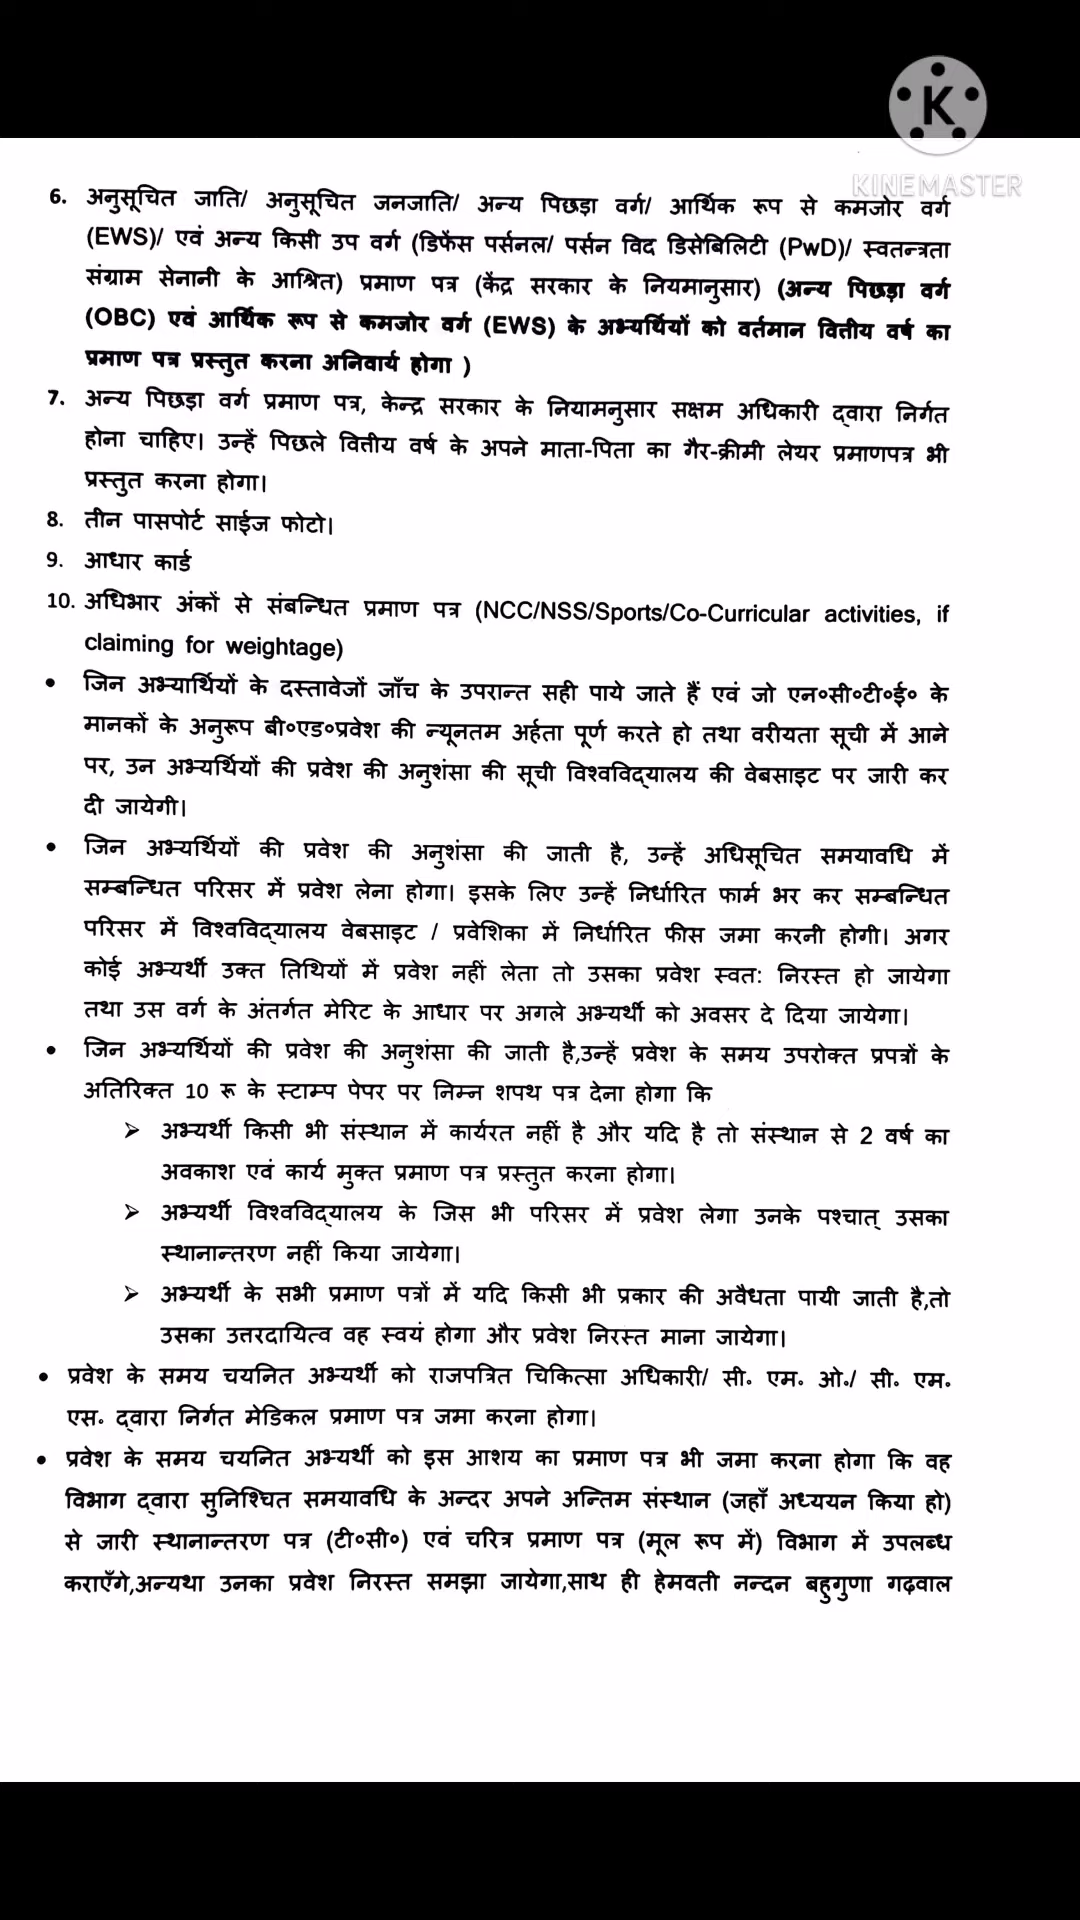 K
KINEMASTER
6. अनुसूचित जाति/ अनुसूचित जनजाति/ अन्य पिछड़ा वर्ग/ आर्थिक रूप से कमजोर वर्ग
(EWS)/ एवं अन्य किसी उप वर्ग (डिफेंस पर्सनल/ पर्सन विद डिसेबिलिटी (PwD)/ स्वतन्त्रता
संग्राम सेनानी के आश्रित) प्रमाण पत्र (केंद्र सरकार के नियमानुसार) (अन्य पिछड़ा वर्ग
(OBC) एवं आर्थिक रूप से कमजोर वर्ग (EWS) के अभ्यर्थियों को वर्तमान वित्तीय वर्ष का
प्रमाण पत्र प्रस्तुत करना अनिवार्य होगा )
7. अन्य पिछड़ा वर्ग प्रमाण पत्र, केन्द्र सरकार के नियामनुसार सक्षम अधिकारी द्वारा निर्गत
होना चाहिए। उन्हें पिछले वित्तीय वर्ष के अपने माता-पिता का गैर-क्रीमी लेयर प्रमाणपत्र भी
प्रस्तुत करना होगा।
8. तीन पासपोर्ट साईज फोटो।
9. आधार कार्ड
10. अधिभार अंकों से संबन्धित प्रमाण पत्र (NCC/NSS/Sports/Co-Curricular activities, if
claiming for weightage)
• जिन अभ्यार्थियों के दस्तावेजों जाँच के उपरान्त सही पाये जाते हैं एवं जो एन०सी०टी०ई० के
मानकों के अनुरूप बी०एड०प्रवेश की न्यूनतम अर्हता पूर्ण करते हो तथा वरीयता सूची में आने
पर, उन अभ्यर्थियों की प्रवेश की अनुशंसा की सूची विश्वविद्यालय की वेबसाइट पर जारी कर
दी जायेगी।
• जिन अभ्यर्थियों की प्रवेश की अनुशंसा की जाती है, उन्हें अधिसूचित समयावधि में
सम्बन्धित परिसर में प्रवेश लेना होगा। इसके लिए उन्हें निर्धारित फार्म भर कर सम्बन्धित
परिसर में विश्वविद्यालय वेबसाइट / प्रवेशिका में निर्धारित फीस जमा करनी होगी। अगर
कोई अभ्यर्थी उक्त तिथियों में प्रवेश नहीं लेता तो उसका प्रवेश स्वत: निरस्त हो जायेगा
तथा उस वर्ग के अंतर्गत मेरिट के आधार पर अगले अभ्यर्थी को अवसर दे दिया जायेगा।
• जिन अभ्यर्थियों की प्रवेश की अनुशंसा की जाती है,उन्हें प्रवेश के समय उपरोक्त प्रपत्रों के
अतिरिक्त 10 रू के स्टाम्प पेपर पर निम्न शपथ पत्र देना होगा कि
➢ अभ्यर्थी किसी भी संस्थान में कार्यरत नहीं है और यदि है तो संस्थान से 2 वर्ष का
अवकाश एवं कार्य मुक्त प्रमाण पत्र प्रस्तुत करना होगा।
➢ अभ्यर्थी विश्वविद्यालय के जिस भी परिसर में प्रवेश लेगा उनके पश्चात् उसका
स्थानान्तरण नहीं किया जायेगा।
➢ अभ्यर्थी के सभी प्रमाण पत्रों में यदि किसी भी प्रकार की अवैधता पायी जाती है,तो
उसका उत्तरदायित्व वह स्वयं होगा और प्रवेश निरस्त माना जायेगा।
• प्रवेश के समय चयनित अभ्यर्थी को राजपत्रित चिकित्सा अधिकारी/ सी॰ एम॰ ओ॰/ सी॰ एम॰
एस॰ द्वारा निर्गत मेडिकल प्रमाण पत्र जमा करना होगा।
• प्रवेश के समय चयनित अभ्यर्थी को इस आशय का प्रमाण पत्र भी जमा करना होगा कि वह
विभाग द्वारा सुनिश्चित समयावधि के अन्दर अपने अन्तिम संस्थान (जहाँ अध्ययन किया हो)
से जारी स्थानान्तरण पत्र (टी०सी०) एवं चरित्र प्रमाण पत्र (मूल रूप में) विभाग में उपलब्ध
कराएँगे,अन्यथा उनका प्रवेश निरस्त समझा जायेगा,साथ ही हेमवती नन्दन बहुगुणा गढ़वाल